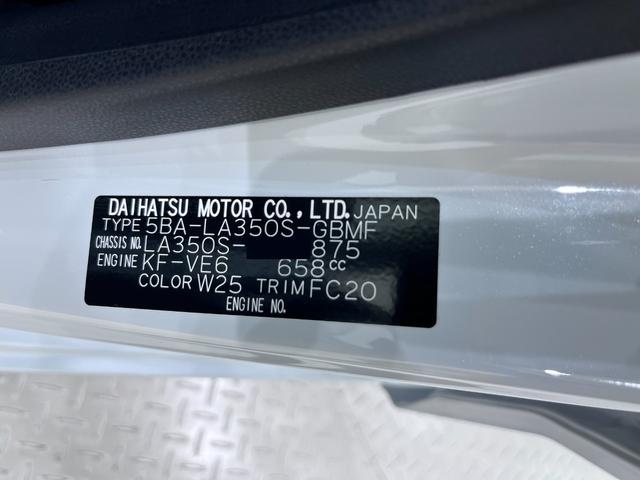 DAIHATSU MOTOR CO.,LTD. JAPAN
TYPE 5BA-LA350S-GBMF
CHASSIS NO. LA350S- 875
ENGINE KF-VE6 658cc
COLOR W25 TRIM FC20
ENGINE NO.